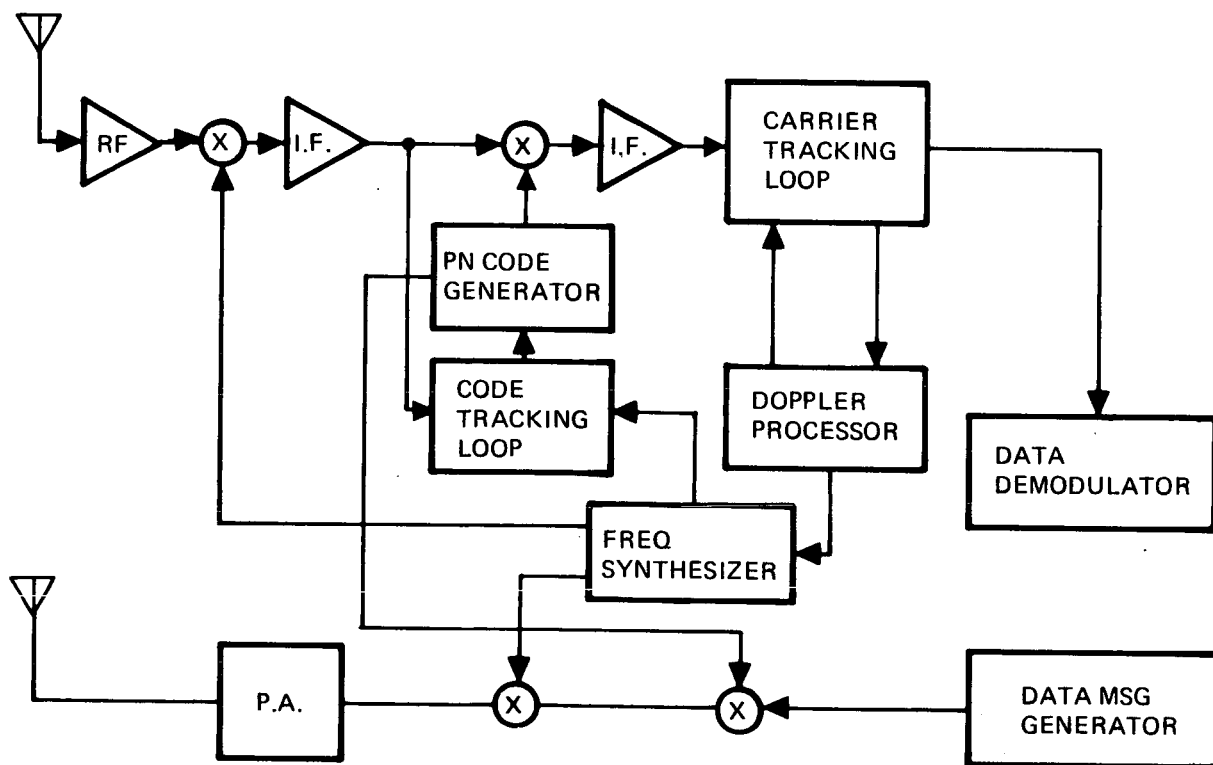 RF
X
I.F.
X
I.F.
CARRIER
TRACKING
LOOP
PN CODE
GENERATOR
CODE
TRACKING
LOOP
DOPPLER
PROCESSOR
DATA
DEMODULATOR
FREQ
SYNTHESIZER
P.A.
X
X
DATA MSG
GENERATOR